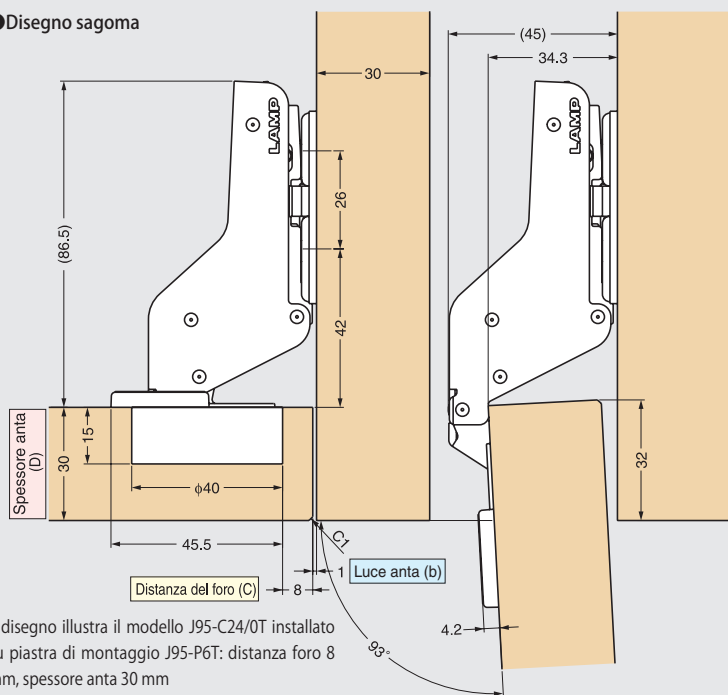 ●Disegno sagoma
(45)
34.3
30
LAMP
LAMP
26
(86.5)
42
Spessore anta
(D)
30
15
φ40
32
45.5
C1
1
Luce anta (b)
Distanza del foro (C)
8
4.2
93°
disegno illustra il modello J95-C24/0T installato
piastra di montaggio J95-P6T: distanza foro 8
spessore anta 30 mm